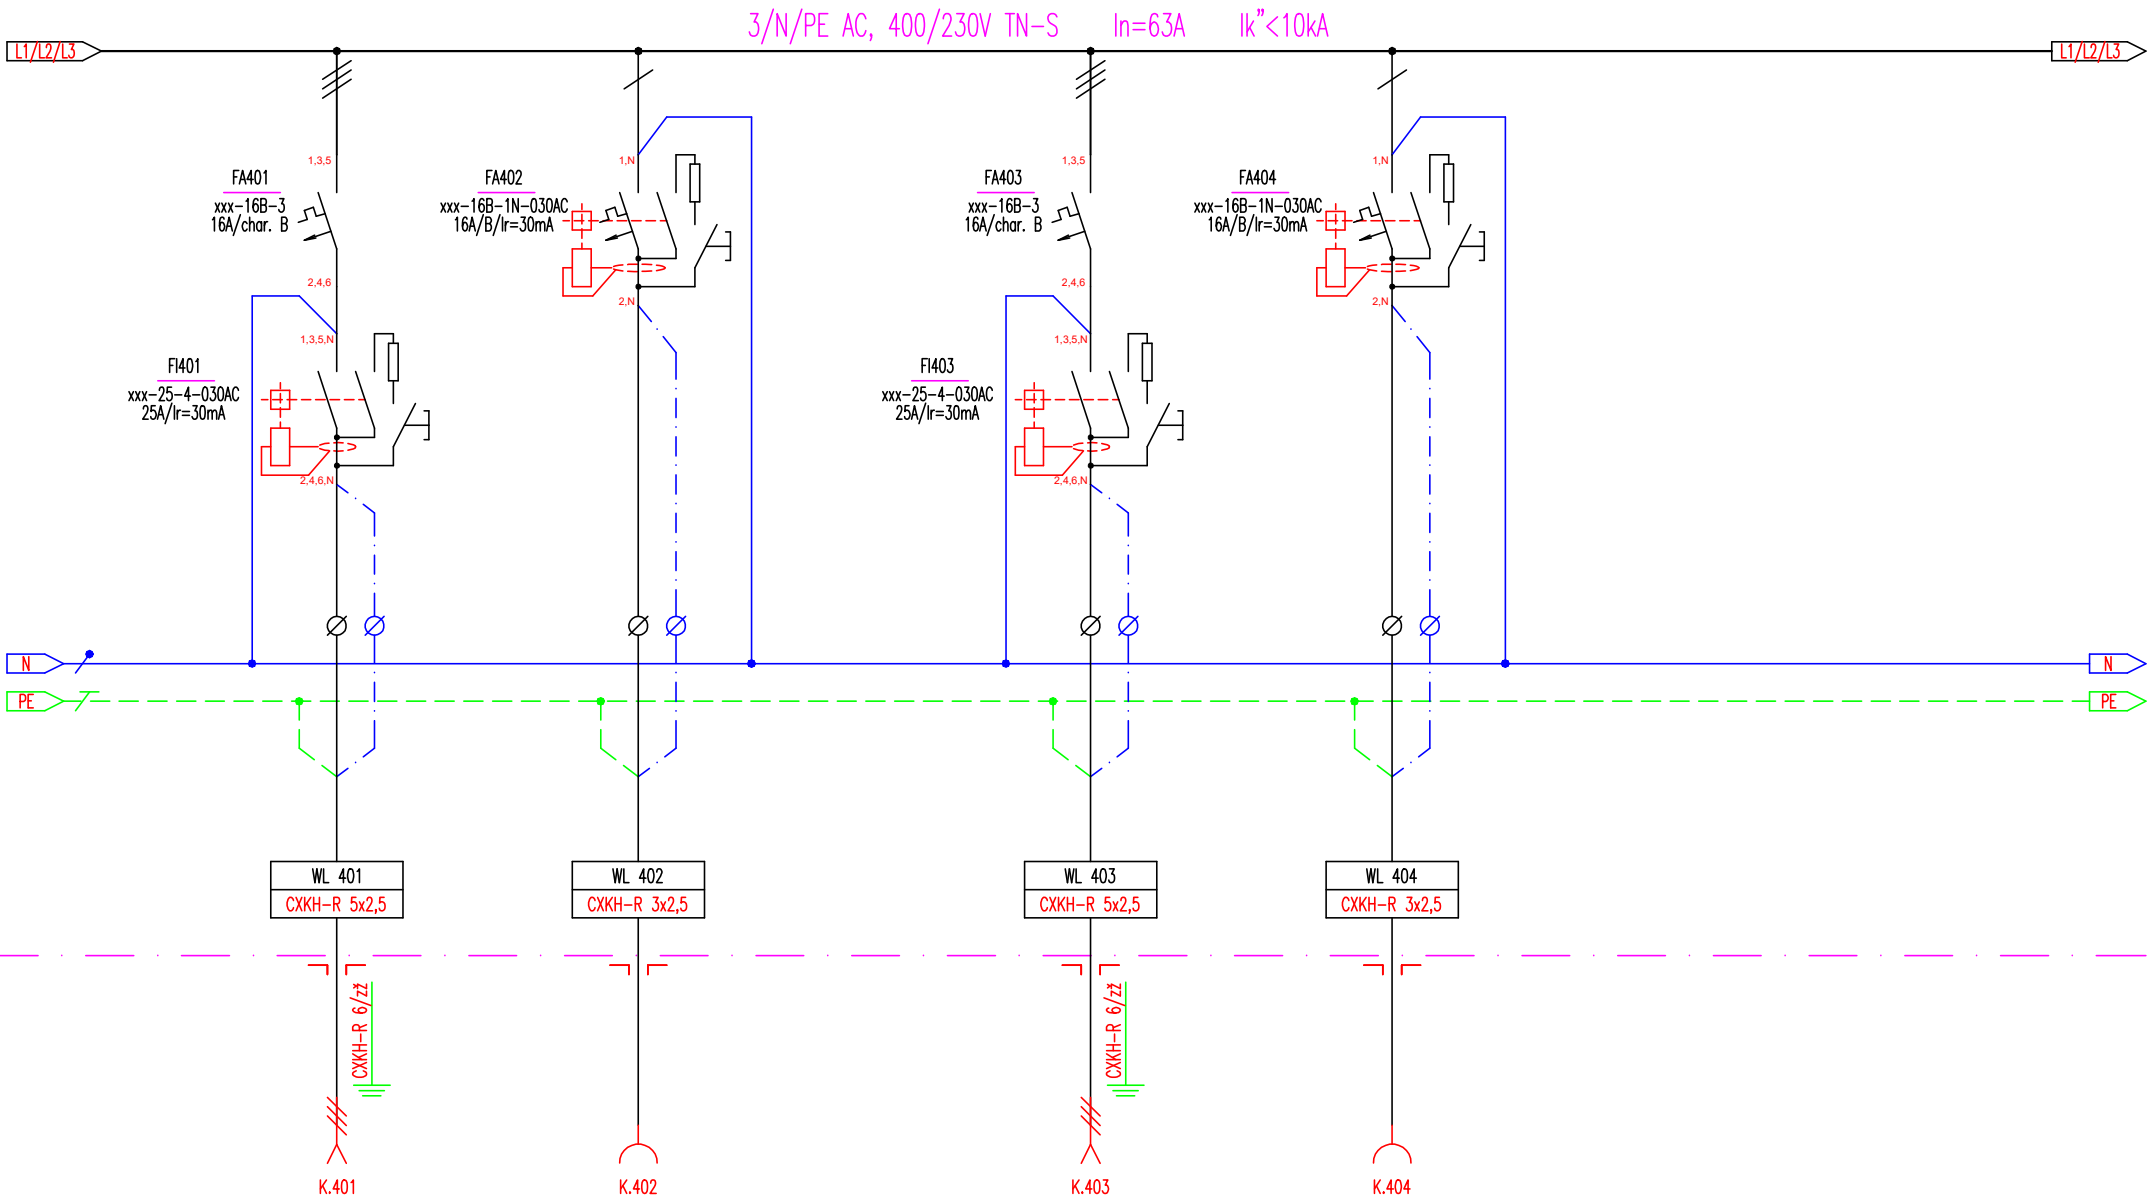 3/N/PE AC, 400/230V TN-S In=63A Ik"<10kA
L1/L2/L3
L1/L2/L3
1,3,5
FA401
xxx-16B-3
16A/char. B
2,4,6
1,3,5,N
FI401
xxx-25-4-030AC
25A/Ir=30mA
2,4,6,N
1,N
FA402
xxx-16B-1N-030AC
16A/B/Ir=30mA
2,N
1,3,5
FA403
xxx-16B-3
16A/char. B
2,4,6
1,3,5,N
FI403
xxx-25-4-030AC
25A/Ir=30mA
2,4,6,N
1,N
FA404
xxx-16B-1N-030AC
16A/B/Ir=30mA
2,N
N
N
PE
PE
WL 401
CXKH-R 5x2,5
WL 402
CXKH-R 3x2,5
WL 403
CXKH-R 5x2,5
WL 404
CXKH-R 3x2,5
CXKH-R 6/zž
CXKH-R 6/zž
K.401
K.402
K.403
K.404